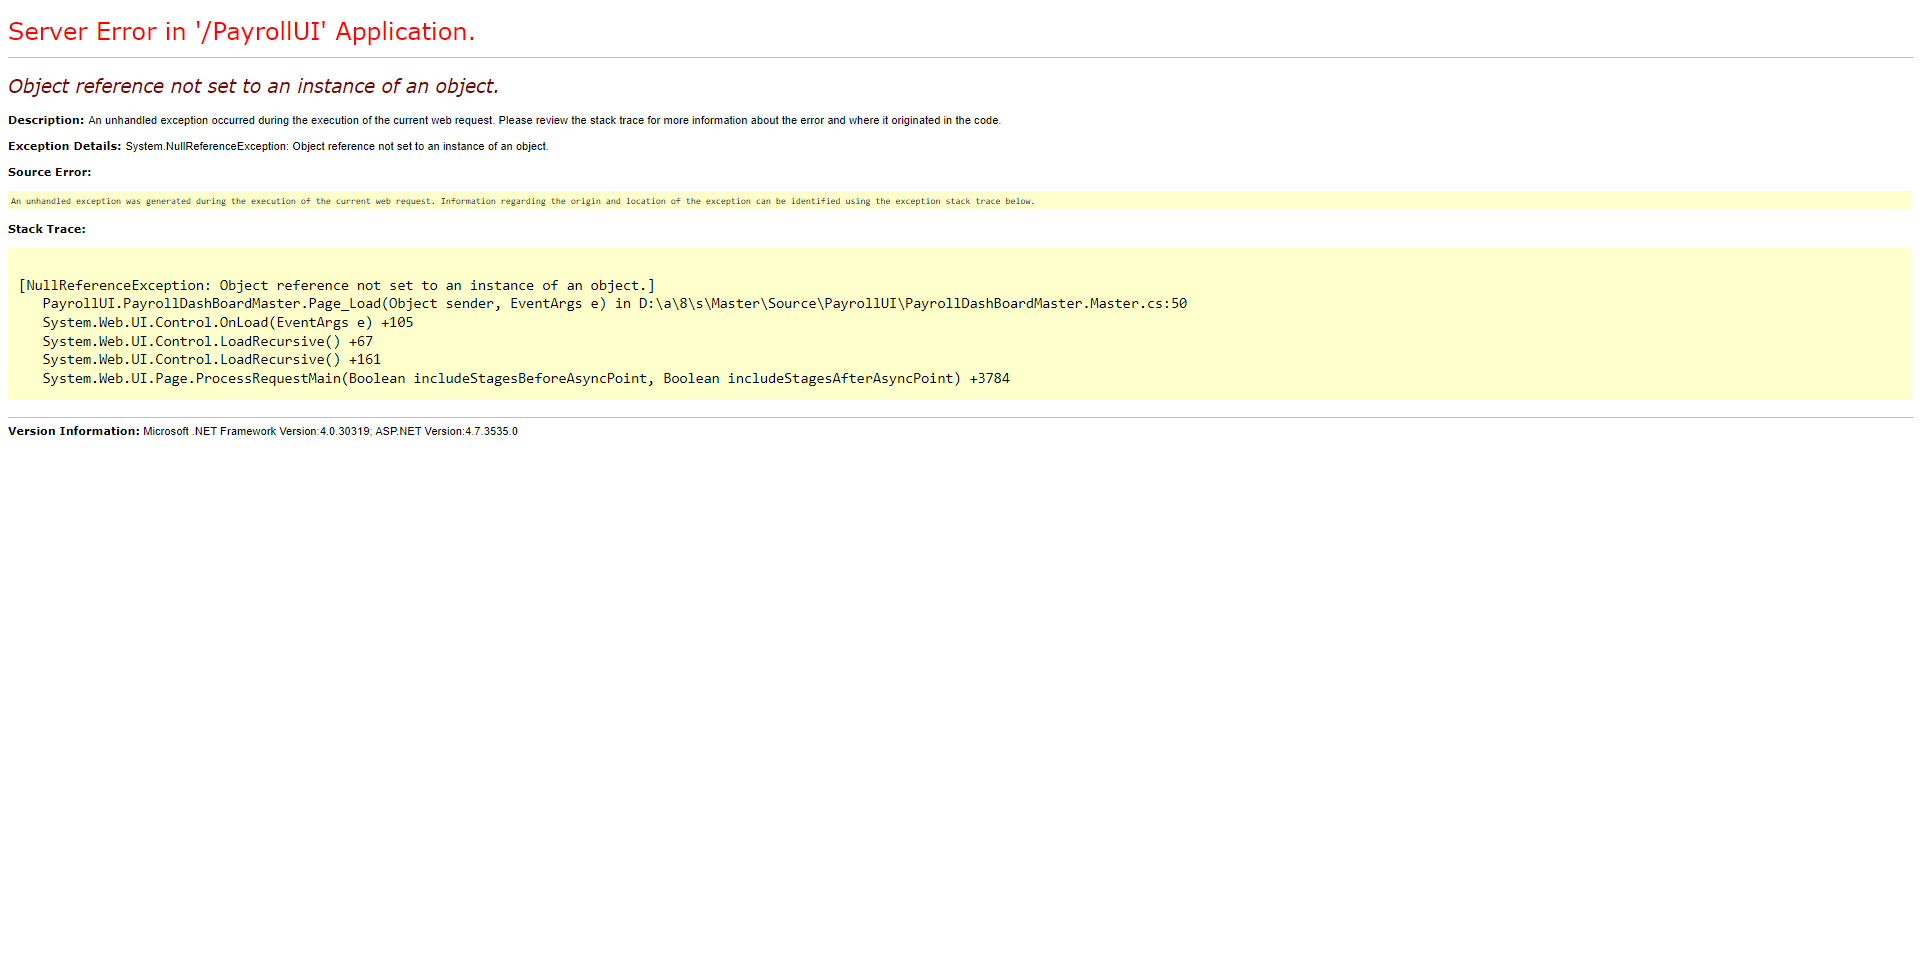 Server Error in '/PayrollUI' Application.
Object reference not set to an instance of an object.
Description: An unhandled exception occurred during the execution of the current web request. Please review the stack trace for more information about the error and where it originated in the code.
Exception Details: System.NullReferenceException: Object reference not set to an instance of an object.
Source Error:
An unhandled exception was generated during the execution of the current web request. Information regarding the origin and location of the exception can be identified using the exception stack trace below.
Stack Trace:
[NullReferenceException: Object reference not set to an instance of an object.]
PayrollUI.PayrollDashBoardMaster.Page_Load(Object sender, EventArgs e) in D:\a\8\s\Master\Source\PayrollUI\PayrollDashBoardMaster.Master.cs:50
System.Web.UI.Control.OnLoad(EventArgs e) +105
System.Web.UI.Control.LoadRecursive() +67
System.Web.UI.Control.LoadRecursive() +161
System.Web.UI.Page.ProcessRequestMain(Boolean includeStagesBeforeAsyncPoint, Boolean includeStagesAfterAsyncPoint) +3784
Version Information: Microsoft .NET Framework Version:4.0.30319; ASP.NET Version:4.7.3535.0